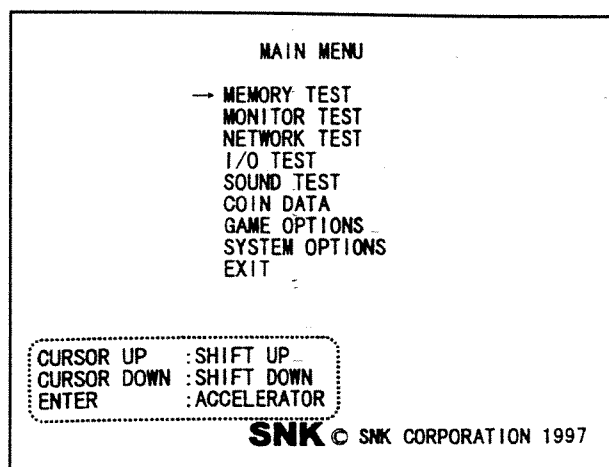 MAIN MENU
→ MEMORY TEST
MONITOR TEST
NETWORK TEST
I/O TEST
SOUND TEST
COIN DATA
GAME OPTIONS
SYSTEM OPTIONS
EXIT
CURSOR UP :SHIFT UP
CURSOR DOWN :SHIFT DOWN
ENTER :ACCELERATOR
SNK © SNK CORPORATION 1997